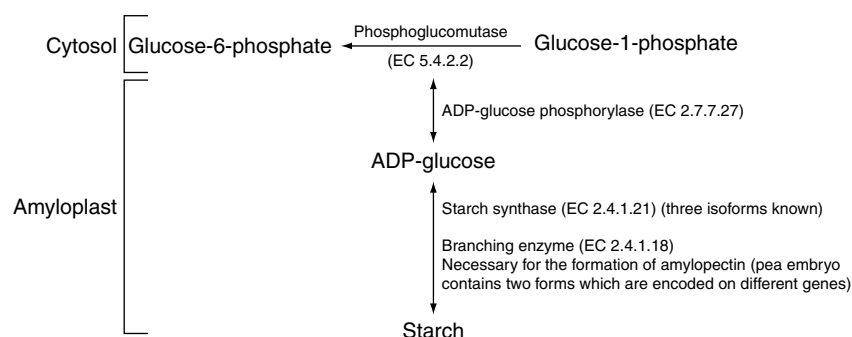 Phosphoglucomutase
Cytosol Glucose-6-phosphate Glucose-1-phosphate
(EC 5.4.2.2)
ADP-glucose phosphorylase (EC 2.7.7.27)
ADP-glucose
Amyloplast
Starch synthase (EC 2.4.1.21) (three isoforms known)
Branching enzyme (EC 2.4.1.18)
Necessary for the formation of amylopectin (pea embryo
contains two forms which are encoded on different genes)
Starch